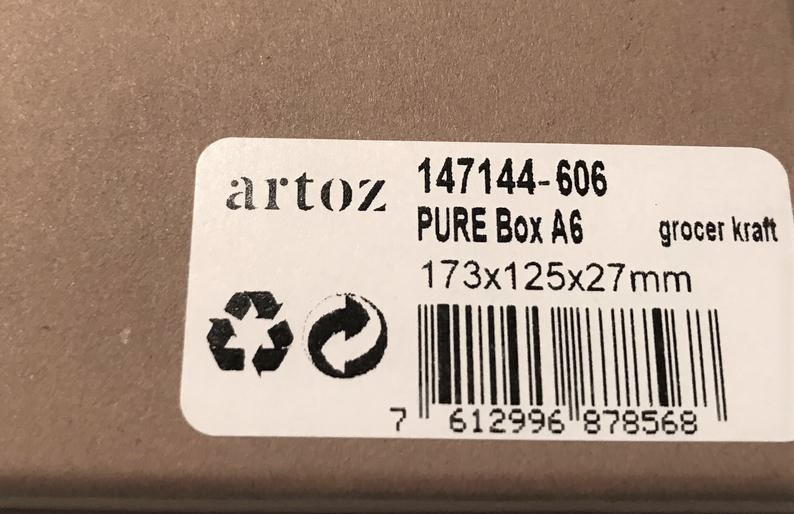 artoz
147144-606
PURE Box A6 grocer kraft
173x125x27mm
7 612996 878568